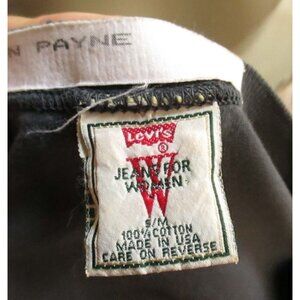 N PAYNE
Levi's
®
W
JEANS FOR
WOMEN
S/M
100% COTTON
MADE IN USA
CARE ON REVERSE